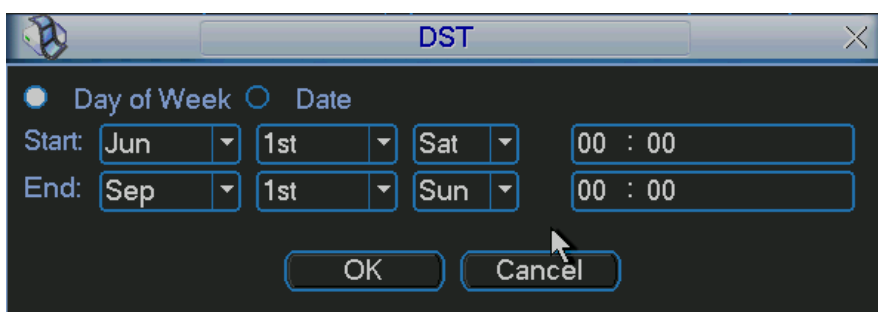 DST
Day of Week Date
Start: Jun 1st Sat 00 : 00
End: Sep 1st Sun 00 : 00
OK Cancel